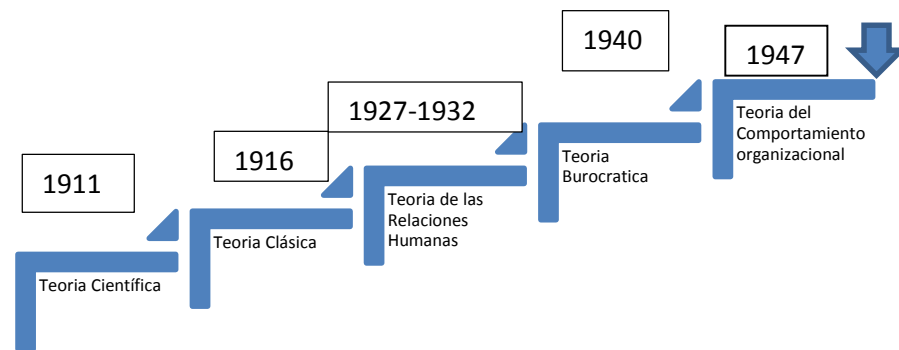 1911
Teoria Científica
1916
Teoria Clásica
1927-1932
Teoria de las
Relaciones
Humanas
1940
Teoria
Burocratica
1947
Teoria del
Comportamiento
organizacional